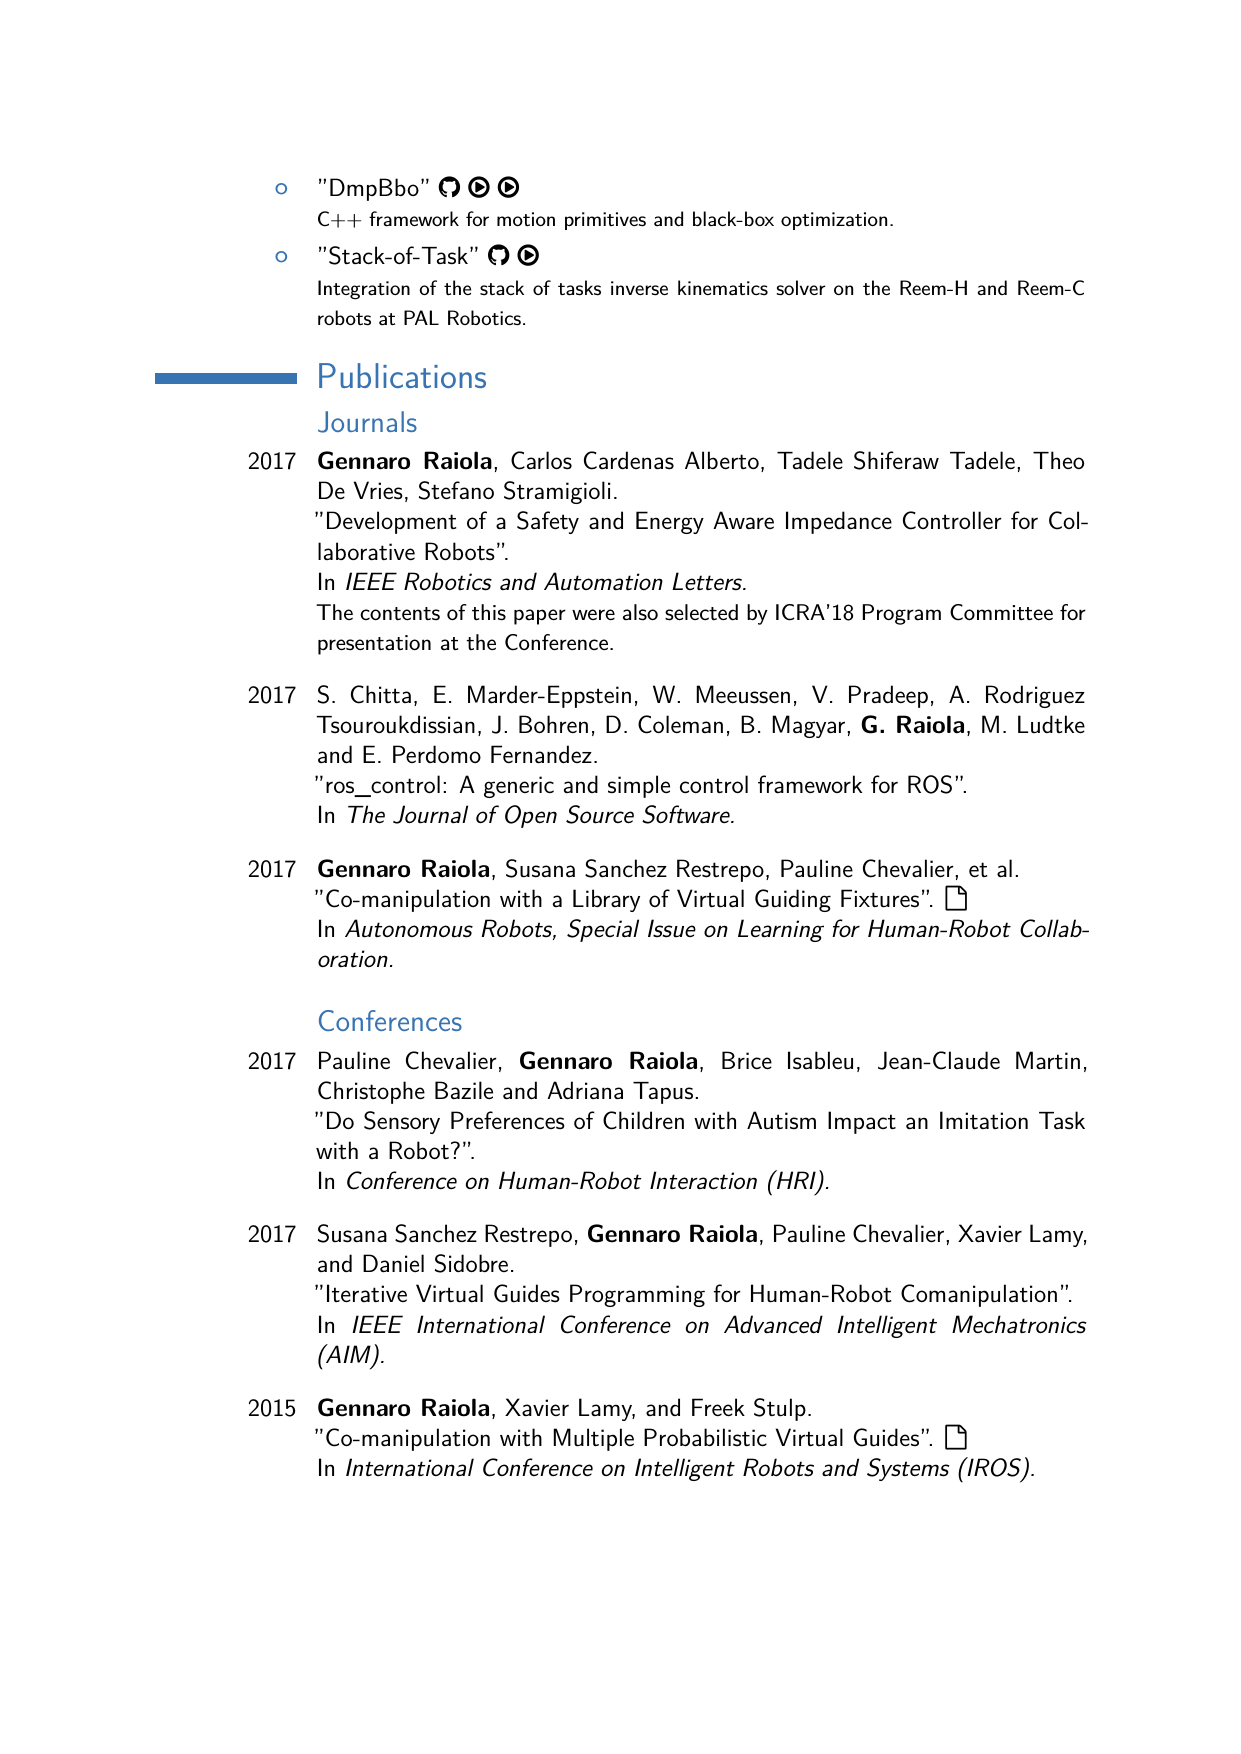 ”DmpBbo”
C++ framework for motion primitives and black-box optimization.
”Stack-of-Task”
Integration of the stack of tasks inverse kinematics solver on the Reem-H and Reem-C
robots at PAL Robotics.
Publications
Journals
2017 Gennaro Raiola, Carlos Cardenas Alberto, Tadele Shiferaw Tadele, Theo
De Vries, Stefano Stramigioli.
”Development of a Safety and Energy Aware Impedance Controller for Col-
laborative Robots”.
In IEEE Robotics and Automation Letters.
The contents of this paper were also selected by ICRA’18 Program Committee for
presentation at the Conference.
2017 S. Chitta, E. Marder-Eppstein, W. Meeussen, V. Pradeep, A. Rodriguez
Tsouroukdissian, J. Bohren, D. Coleman, B. Magyar, G. Raiola, M. Ludtke
and E. Perdomo Fernandez.
”ros_control: A generic and simple control framework for ROS”.
In The Journal of Open Source Software.
2017 Gennaro Raiola, Susana Sanchez Restrepo, Pauline Chevalier, et al.
”Co-manipulation with a Library of Virtual Guiding Fixtures”.
In Autonomous Robots, Special Issue on Learning for Human-Robot Collab-
oration.
Conferences
2017 Pauline Chevalier, Gennaro Raiola, Brice Isableu, Jean-Claude Martin,
Christophe Bazile and Adriana Tapus.
”Do Sensory Preferences of Children with Autism Impact an Imitation Task
with a Robot?”.
In Conference on Human-Robot Interaction (HRI).
2017 Susana Sanchez Restrepo, Gennaro Raiola, Pauline Chevalier, Xavier Lamy,
and Daniel Sidobre.
”Iterative Virtual Guides Programming for Human-Robot Comanipulation”.
In IEEE International Conference on Advanced Intelligent Mechatronics
(AIM).
2015 Gennaro Raiola, Xavier Lamy, and Freek Stulp.
”Co-manipulation with Multiple Probabilistic Virtual Guides”.
In International Conference on Intelligent Robots and Systems (IROS).